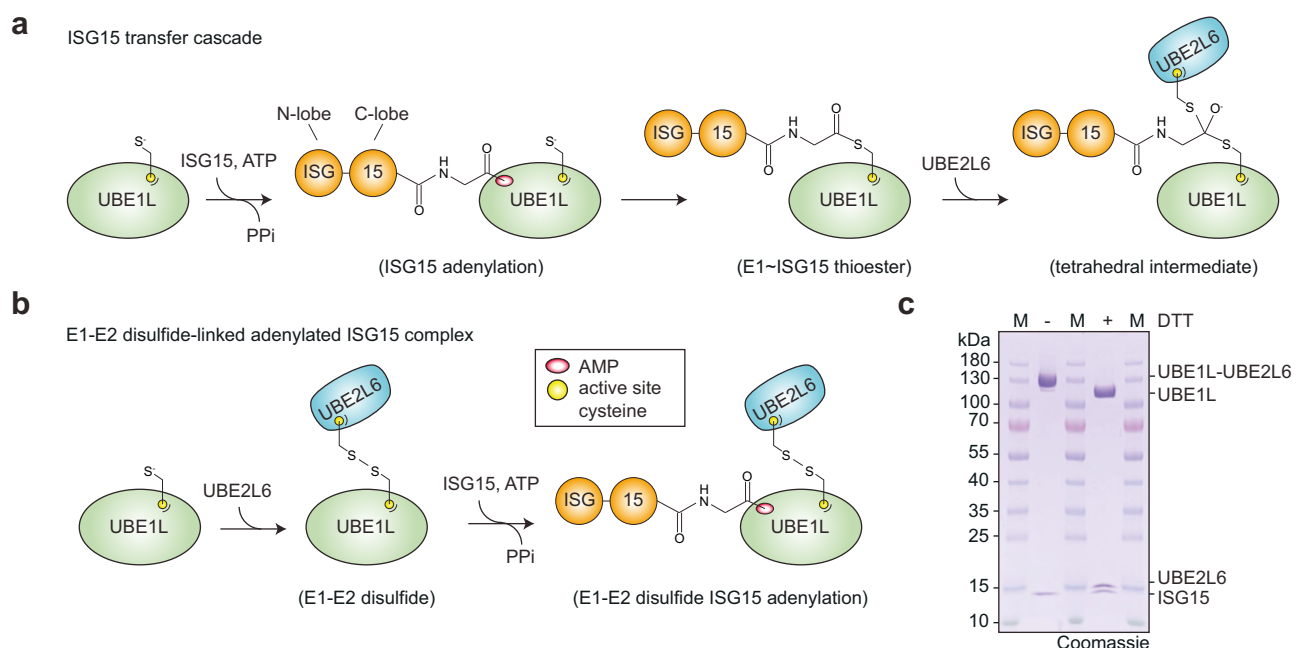 a
ISG15 transfer cascade
N-lobe
C-lobe
S-
UBE1L
ISG15, ATP
PPi
ISG
15
O
H
N
O
S-
UBE1L
(ISG15 adenylation)
ISG
15
O
H
N
O
S
UBE1L
(E1~ISG15 thioester)
UBE2L6
UBE2L6
ISG
15
O
H
N
S
O-
S
UBE1L
(tetrahedral intermediate)
b
E1-E2 disulfide-linked adenylated ISG15 complex
AMP
active site
cysteine
S-
UBE1L
UBE2L6
UBE2L6
S
S
UBE1L
(E1-E2 disulfide)
ISG15, ATP
PPi
ISG
15
O
H
N
O
UBE2L6
S
S
UBE1L
(E1-E2 disulfide ISG15 adenylation)
c
M - M + M DTT
kDa
180
130
100
70
55
40
35
25
15
10
UBE1L-UBE2L6
UBE1L
UBE2L6
ISG15
Coomassie